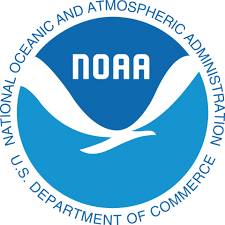 NATIONAL OCEANIC AND ATMOSPHERIC ADMINISTRATION
NOAA
U.S. DEPARTMENT OF COMMERCE